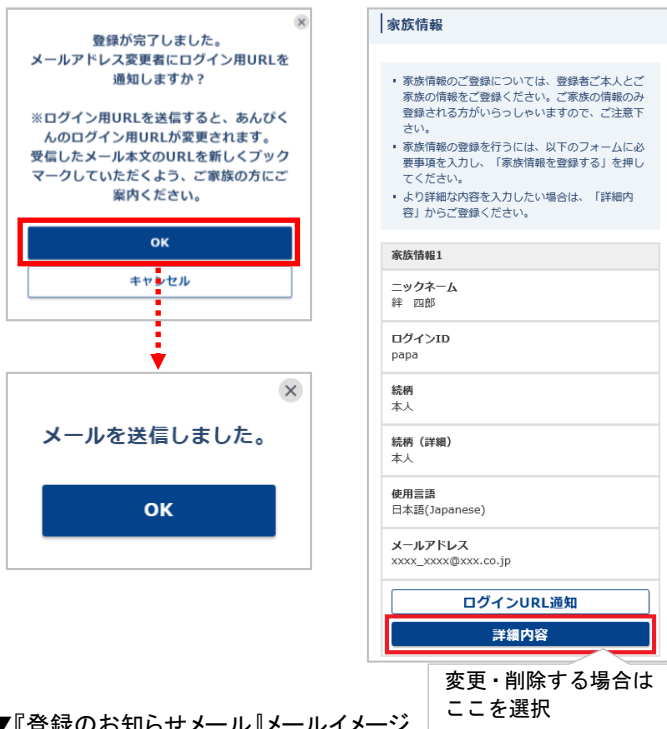 登録が完了しました。
メールアドレス変更者にログイン用URLを
通知しますか？
※ログイン用URLを送信すると、あんぴく
んのログイン用URLが変更されます。
受信したメール本文のURLを新しくブック
マークしていただくよう、ご家族の方にご
案内ください。
OK
キャンセル
メールを送信しました。
OK
家族情報
・家族情報のご登録については、登録者ご本人とご
家族の情報をご登録ください。ご家族の情報のみ
登録される方がいらっしゃいますので、ご注意下
さい。
・家族情報の登録を行うには、以下のフォームに必
要事項を入力し、「家族情報を登録する」を押し
てください。
・より詳細な内容を入力したい場合は、「詳細内
容」からご登録ください。
家族情報1
ニックネーム
絆　四郎
ログインID
papa
続柄
本人
続柄（詳細）
本人
使用言語
日本語(Japanese)
メールアドレス
xxxx_xxxx@xxx.co.jp
ログインURL通知
詳細内容
変更・削除する場合は
ここを選択
▼『登録のお知らせメール』メールイメージ